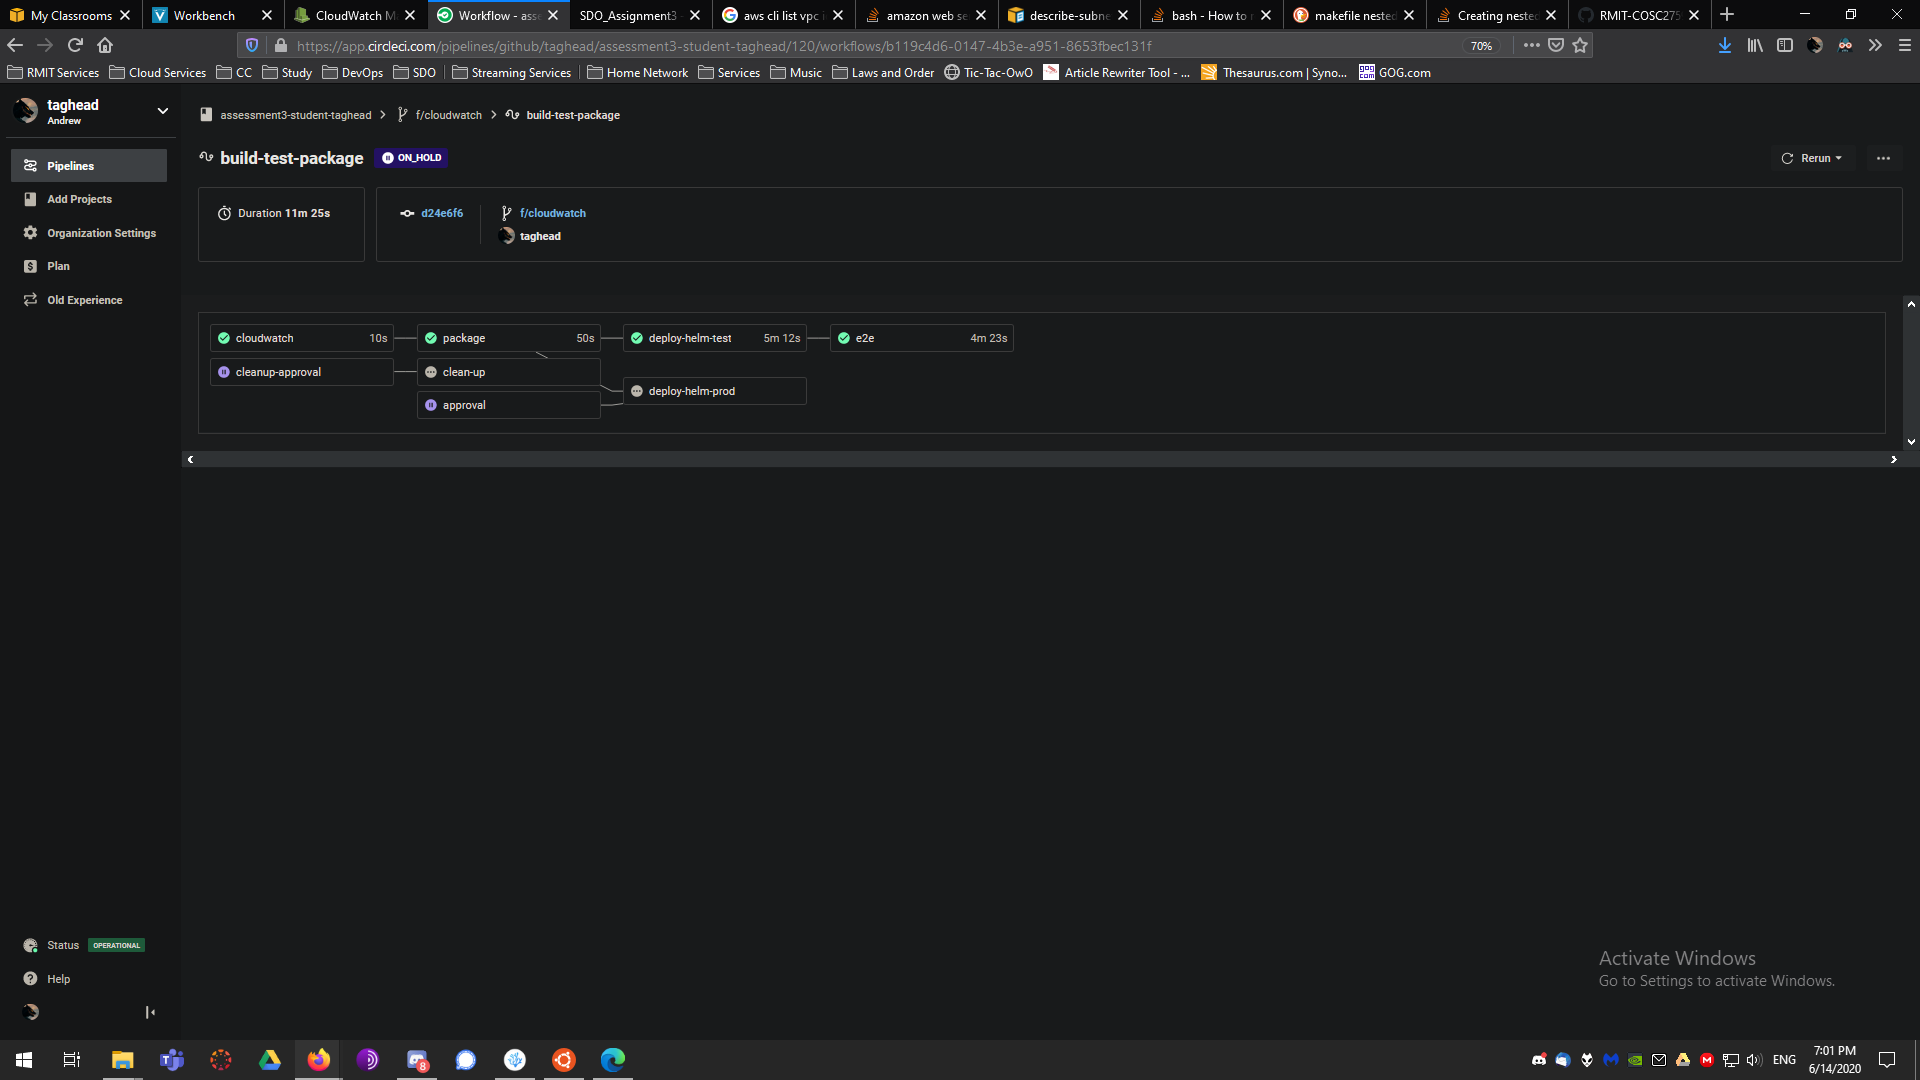 My Classrooms
Workbench
CloudWatch M
Workflow - ass
SDO_Assignment3 -
aws cli list vpc i
amazon web se
describe-subne
bash - How to r
makefile nested
Creating nested
RMIT-COSC275
https://app.circleci.com/pipelines/github/taghead/assessment3-student-taghead/120/workflows/b119c4d6-0147-4b3e-a951-8653fbec131f
70%
RMIT Services
Cloud Services
CC
Study
DevOps
SDO
Streaming Services
Home Network
Services
Music
Laws and Order
Tic-Tac-OwO
Article Rewriter Tool - ...
Thesaurus.com | Syno...
GOG.com
taghead
Andrew
assessment3-student-taghead
f/cloudwatch
build-test-package
build-test-package
ON_HOLD
Rerun
Pipelines
Add Projects
Organization Settings
Plan
Old Experience
Duration 11m 25s
d24e6f6
f/cloudwatch
taghead
cloudwatch 10s
package 50s
deploy-helm-test 5m 12s
e2e 4m 23s
cleanup-approval
clean-up
deploy-helm-prod
approval
Status OPERATIONAL
Help
Activate Windows
Go to Settings to activate Windows.
8
ENG
7:01 PM
6/14/2020